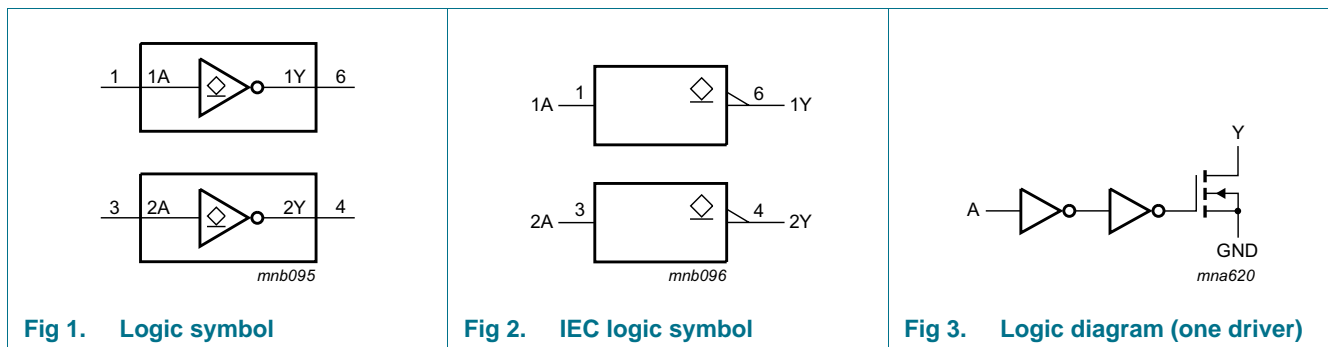 1 1A 1Y 6
3 2A 2Y 4
mnb095
Fig 1. Logic symbol
1A 1 6 1Y
2A 3 4 2Y
mnb096
Fig 2. IEC logic symbol
Y
A
GND
mna620
Fig 3. Logic diagram (one driver)